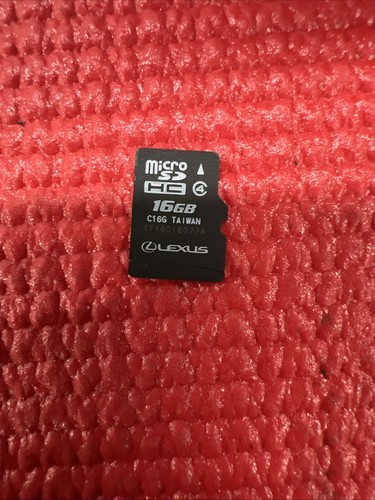 micro
SD
HC 4
16GB
C16G TAIWAN
LEXUS